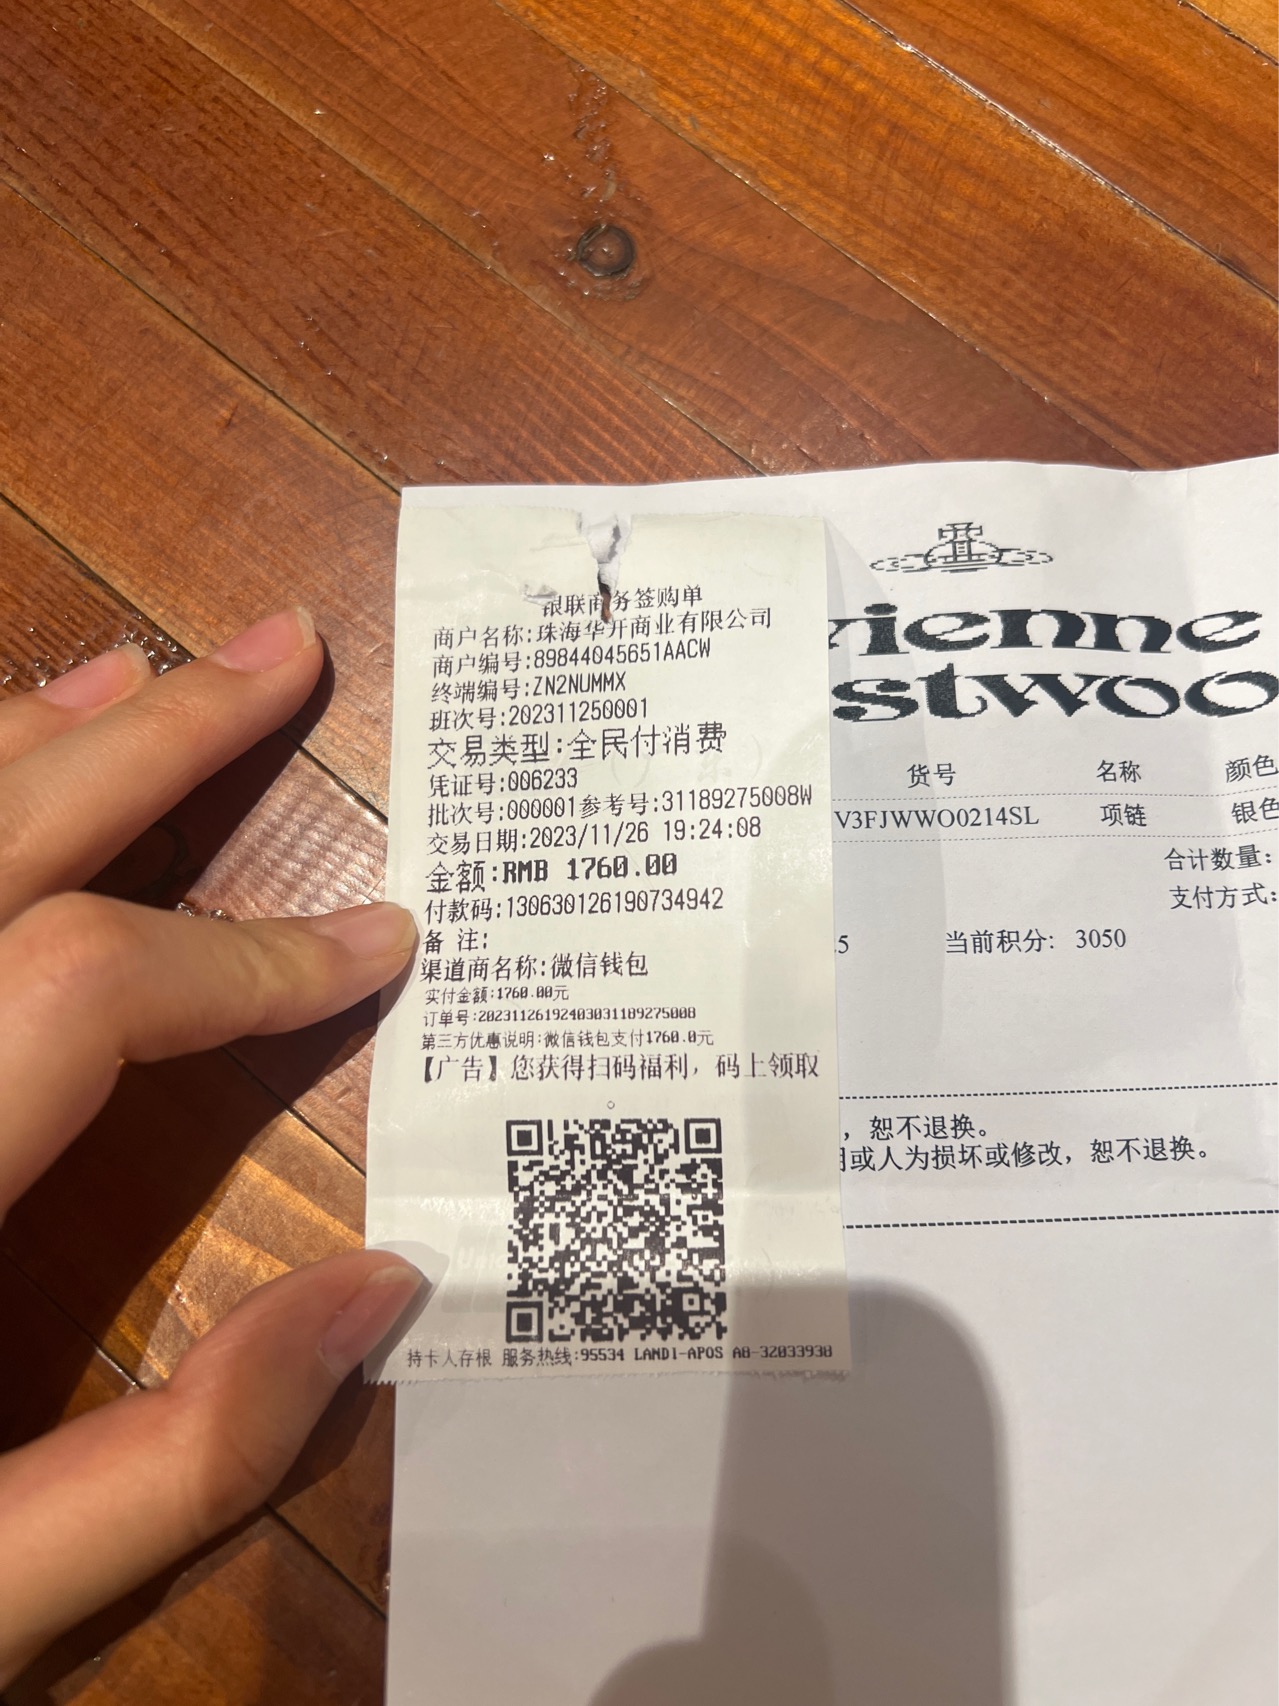 银联商务签购单
商户名称:珠海华开商业有限公司
商户编号:89844045651AACW
终端编号:ZN2NUMMX
班次号:202311250001
交易类型:全民付消费
凭证号:006233
批次号:000001参考号:31189275008W
交易日期:2023/11/26 19:24:08
金额:RMB 1760.00
付款码:130630126190734942
备 注:
渠道商名称:微信钱包
实付金额:1760.00元
订单号:20231126192403031189275008
第三方优惠说明:微信钱包支付1760.0元
【广告】您获得扫码福利，码上领取
持卡人存根 服务热线:95534 LANDI-APOS A8-32033938
vienne
stwoo
货号 名称 颜色
V3FJWWO0214SL 项链 银色
合计数量:
支付方式:
5 当前积分: 3050
，恕不退换。
或人为损坏或修改，恕不退换。